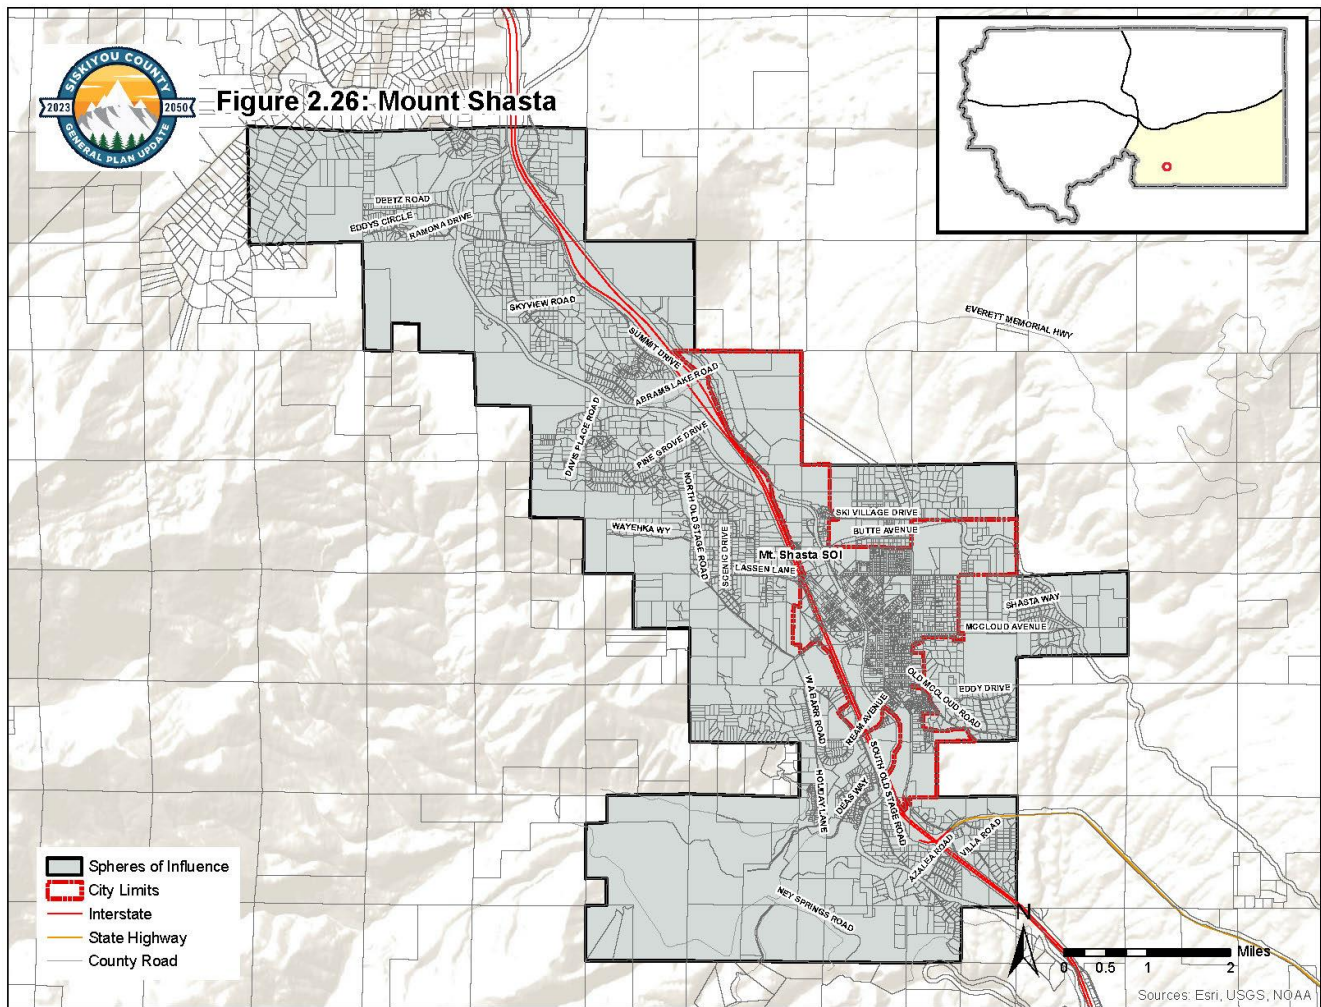 SISKIYOU COUNTY
2023
2050
GENERAL PLAN UPDATE
Figure 2.26: Mount Shasta
DEETZ ROAD
EDDYS CIRCLE
RAMONA DRIVE
SKYVIEW ROAD
EVERETT MEMORIAL HWY
SUMMIT DRIVE
ABRAMS LAKE ROAD
DAVIS PLACE ROAD
PINE GROVE DRIVE
NORTH OLD STAGE ROAD
SKI VILLAGE DRIVE
WAYEHKA WY
BUTTE AVENUE
SCENIC DRIVE
Mt. Shasta SOI
LASSEN LANE
SHASTA WAY
MCCLOUD AVENUE
OLD MCCLOUD ROAD
EDDY DRIVE
W A BARR ROAD
REAM AVENUE
SOUTH OLD STAGE ROAD
DEAS WAY
HOLIDAY LANE
AZALEA ROAD
VILLA ROAD
NEY SPRINGS ROAD
Spheres of Influence
City Limits
Interstate
State Highway
County Road
N
Miles
0 0.5 1 2
Sources: Esri, USGS, NOAA